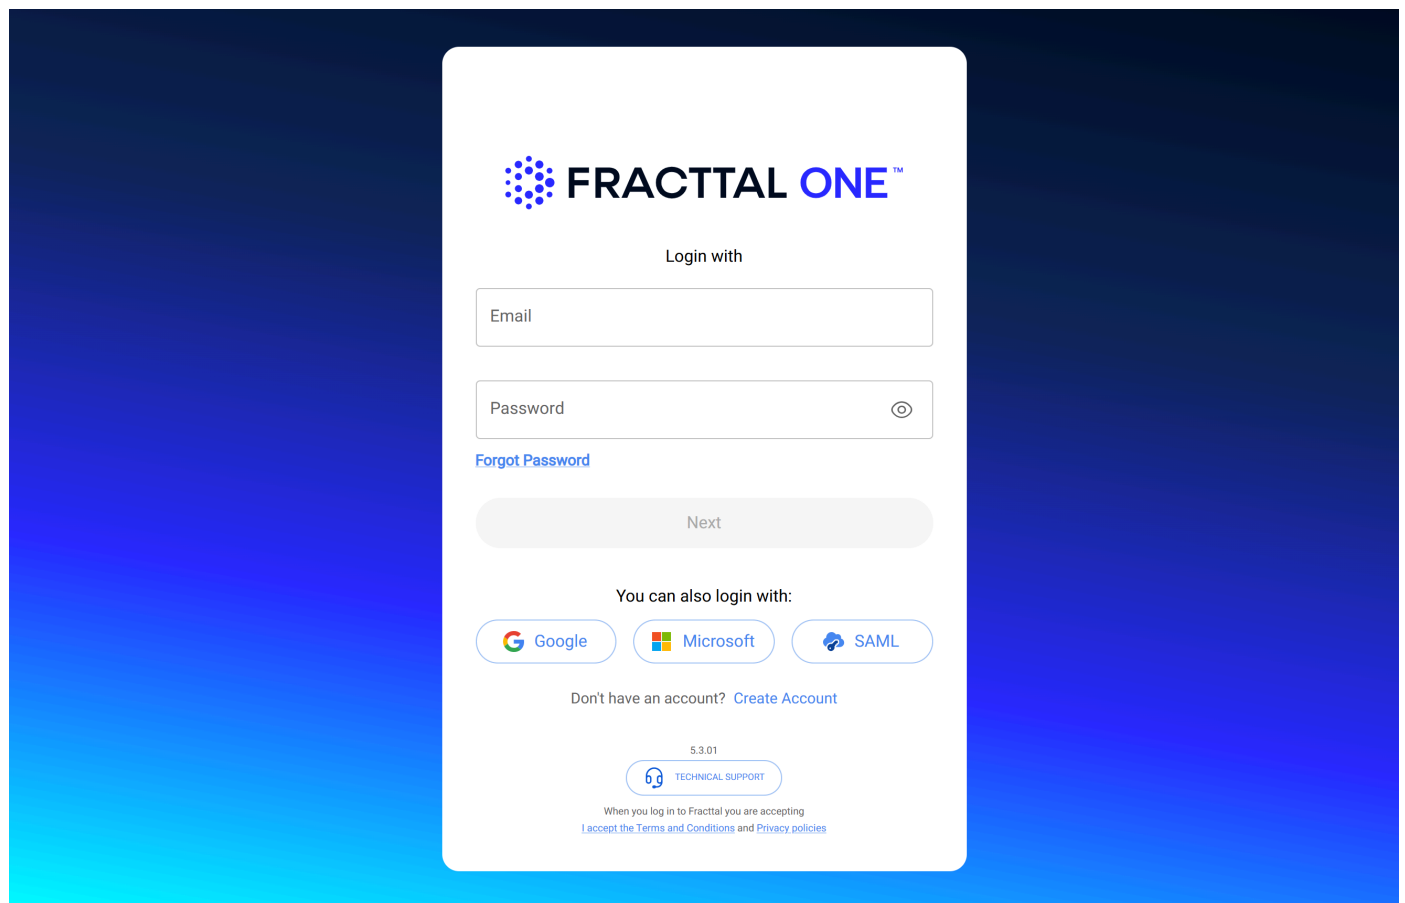 FRACTTAL ONE™
Login with
Email
Password
Forgot Password
Next
You can also login with:
Google
Microsoft
SAML
Don't have an account? Create Account
5.3.01
TECHNICAL SUPPORT
When you log in to Fracttal you are accepting
I accept the Terms and Conditions and Privacy policies